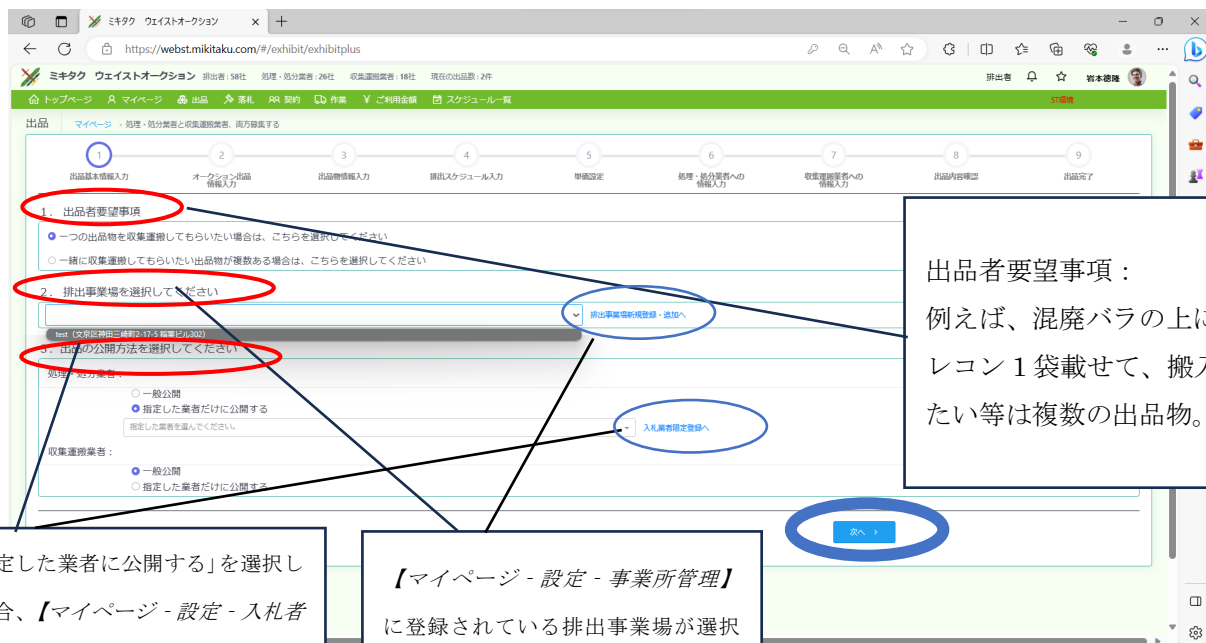 ミキタク ウェイストオークション
https://webst.mikitaku.com/#/exhibit/exhibitplus
ミキタク ウェイストオークション 排出者：58社 処理・処分業者：26社 収集運搬業者：18社 現在の出品数：2件 排出者 岩本徳隆
トップページ マイページ 出品 落札 契約 作業 ¥ ご利用金額 スケジュール一覧 ST環境
出品 マイページ - 処理・処分業者と収集運搬業者、両方募集する
1 2 3 4 5 6 7 8 9
出品基本情報入力 オークション出品情報入力 出品物情報入力 排出スケジュール入力 単価設定 処理・処分業者への情報入力 収集運搬業者への情報入力 出品内容確認 出品完了
1. 出品者要望事項
一つの出品物を収集運搬してもらいたい場合は、こちらを選択してください
一緒に収集運搬してもらいたい出品物が複数ある場合は、こちらを選択してください
2. 排出事業場を選択してください
排出事業場新規登録・追加へ
test（文京区神田三崎町2-17-5 稲葉ビル302）
3. 出品の公開方法を選択してください
処理・処分業者：
一般公開
指定した業者だけに公開する
指定した業者を選んでください。 入札業者限定登録へ
収集運搬業者：
一般公開
指定した業者だけに公開する
次へ ›
出品者要望事項：
例えば、混廃バラの上に
レコン１袋載せて、搬入
たい等は複数の出品物。
定した業者に公開する」を選択し
合、【マイページ - 設定 - 入札者
【マイページ - 設定 - 事業所管理】
に登録されている排出事業場が選択